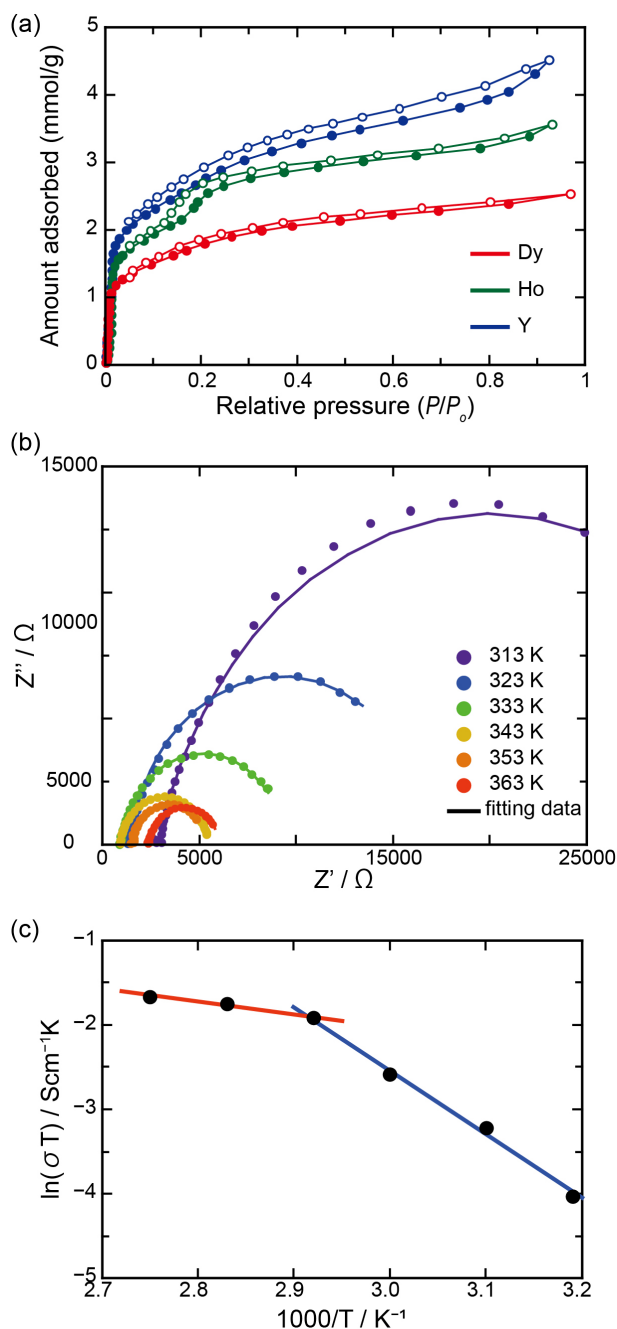 (a)
Amount adsorbed (mmol/g)
5
4
3
2
1
0
Dy
Ho
Y
0
0.2
0.4
0.6
0.8
1
Relative pressure (P/Pₒ)
(b)
Z'' / Ω
15000
10000
5000
0
313 K
323 K
333 K
343 K
353 K
363 K
fitting data
0
5000
15000
25000
Z' / Ω
(c)
ln(σT) / Scm⁻¹K
−1
−2
−3
−4
−5
2.7
2.8
2.9
3.0
3.1
3.2
1000/T / K⁻¹